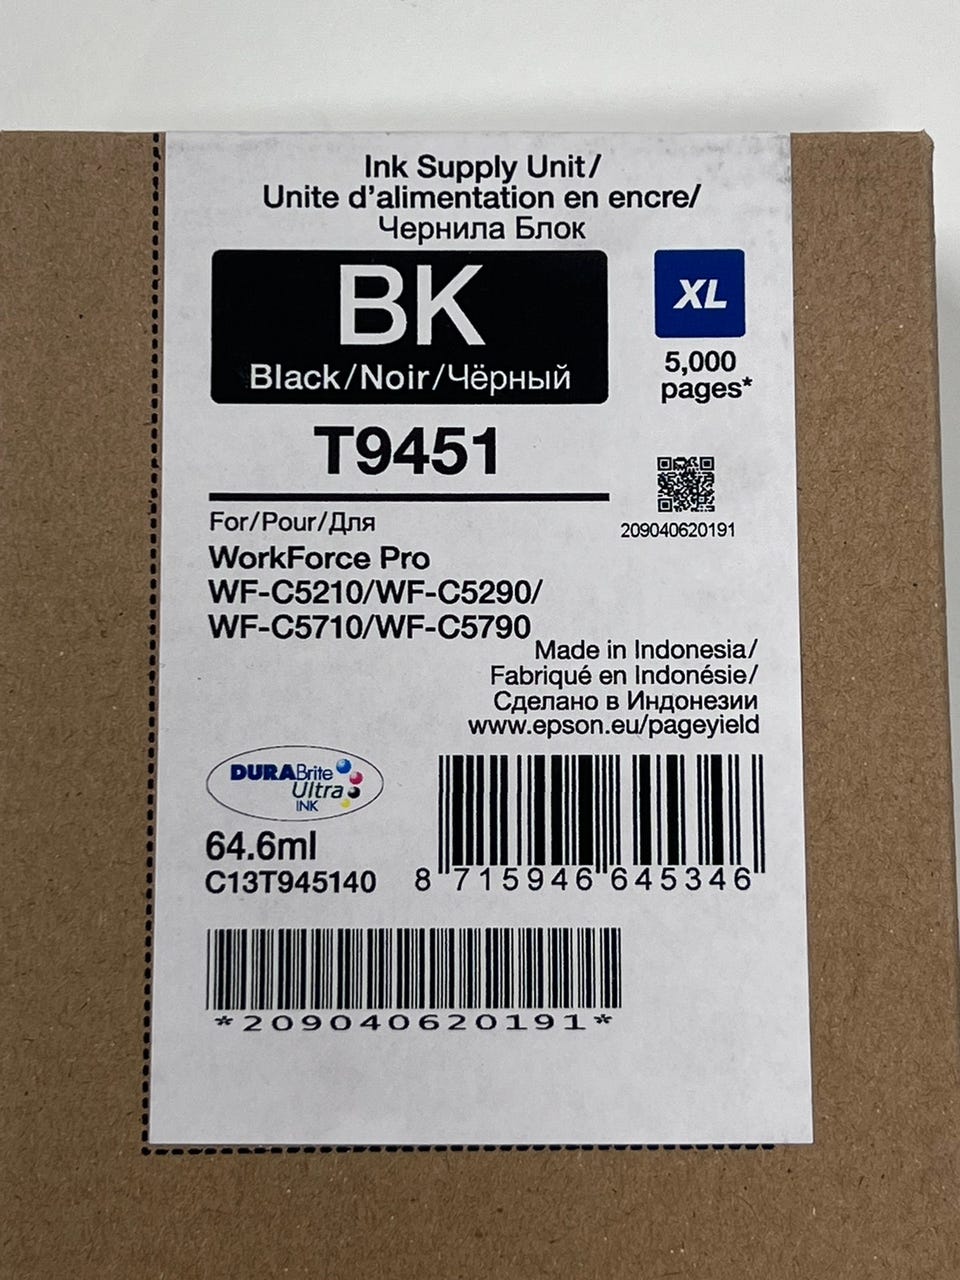 Ink Supply Unit/
Unite d'alimentation en encre/
Чернила Блок
BK
Black/Noir/Чёрный
XL
5,000
pages*
T9451
209040620191
For/Pour/Для
WorkForce Pro
WF-C5210/WF-C5290/
WF-C5710/WF-C5790
Made in Indonesia/
Fabriqué en Indonésie/
Сделано в Индонезии
www.epson.eu/pageyield
DURABrite
Ultra
INK
64.6ml
C13T945140
8 715946 645346
*209040620191*